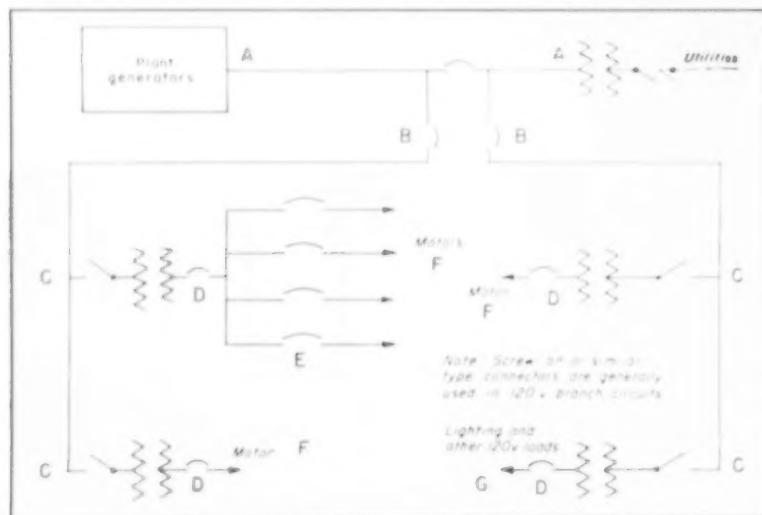 Plant
generators
A
A
Utilities
B
B
C
D
Motors
F
E
Motor
F
D
C
Note: Screw on or similar
type connectors are generally
used in 120 v branch circuits
C
D
Motor
F
Lighting and
other 120v loads
G
D
C